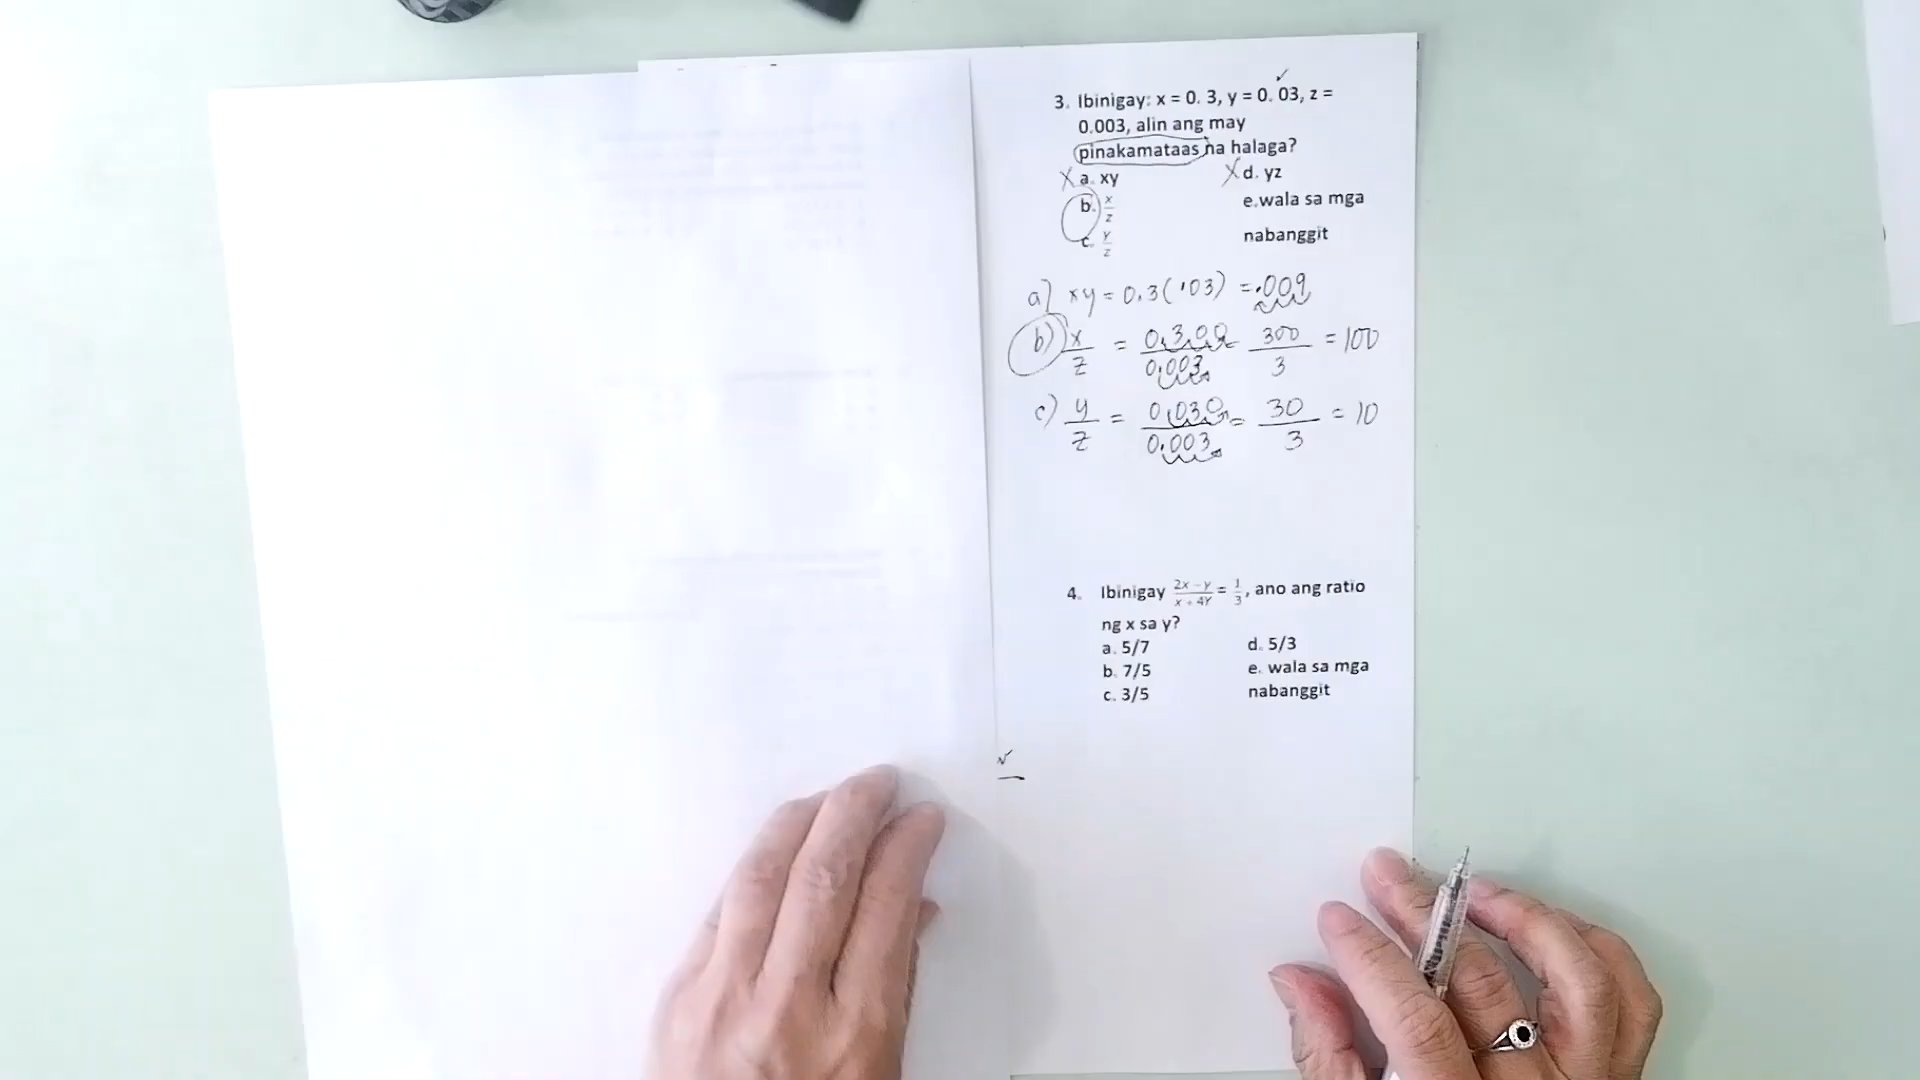 3. Ibinigay: x = 0. 3, y = 0. 03, z =
0.003, alin ang may
pinakamataas na halaga?
X a. xy
b. x/z
c. y/z
X d. yz
e.wala sa mga
nabanggit
a) xy = 0.3(.03) = .009
b) x/z = 0.300/0.003 = 300/3 = 100
c) y/z = 0.030/0.003 = 30/3 = 10
4. Ibinigay 2x – y/x + 4Y = 1/3, ano ang ratio
ng x sa y?
a. 5/7
b. 7/5
c. 3/5
d. 5/3
e. wala sa mga
nabanggit